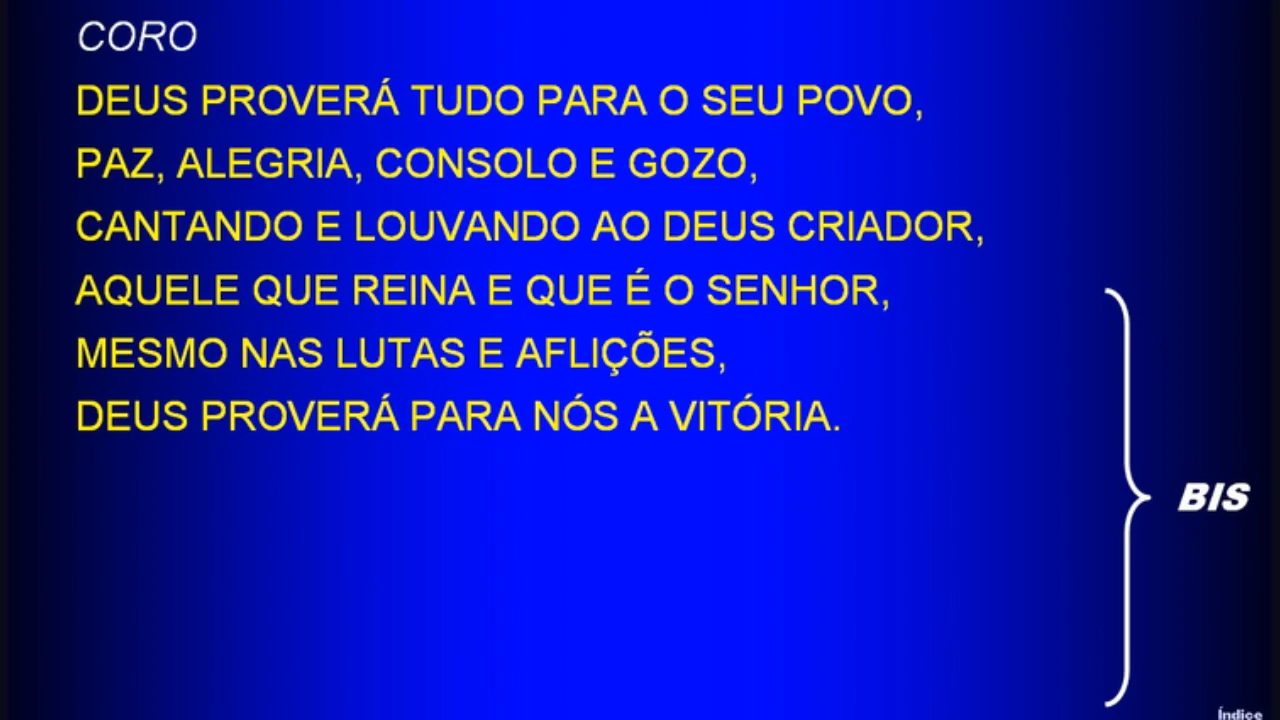 CORO
DEUS PROVERÁ TUDO PARA O SEU POVO,
PAZ, ALEGRIA, CONSOLO E GOZO,
CANTANDO E LOUVANDO AO DEUS CRIADOR,
AQUELE QUE REINA E QUE É O SENHOR,
MESMO NAS LUTAS E AFLIÇÕES,
DEUS PROVERÁ PARA NÓS A VITÓRIA.
BIS
Índice